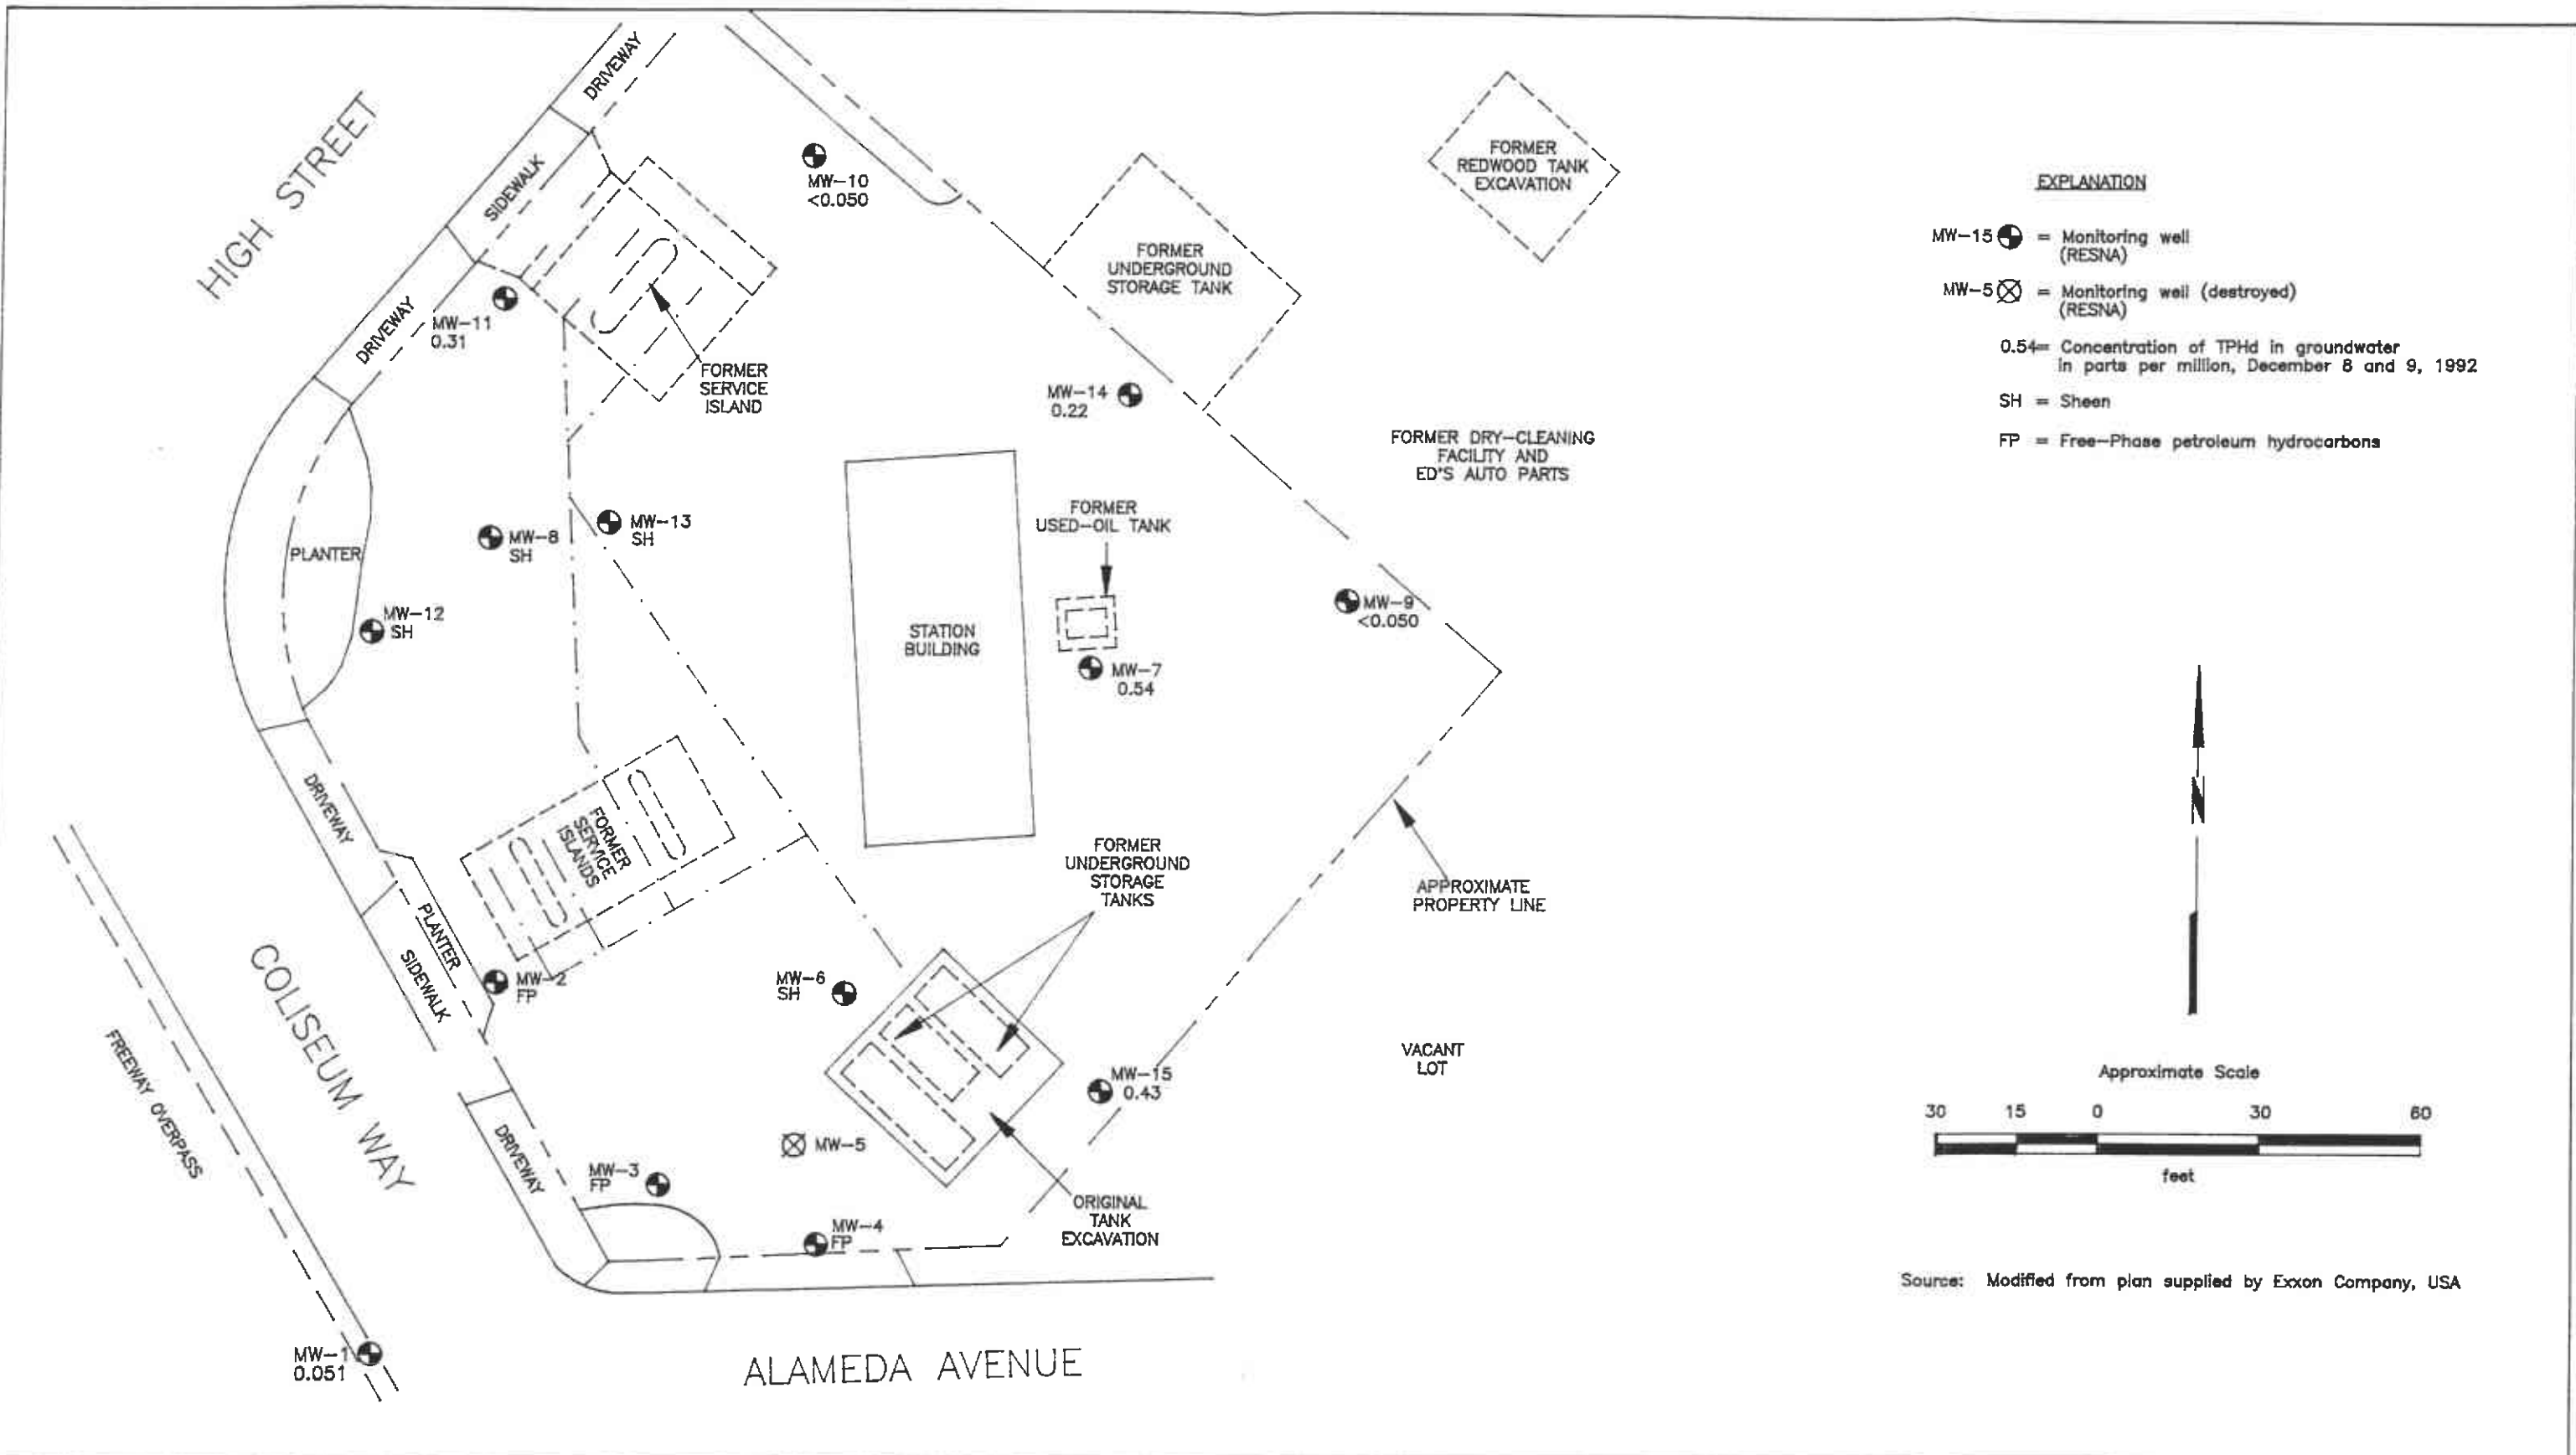 HIGH STREET
DRIVEWAY
SIDEWALK
DRIVEWAY
MW-10
<0.050
MW-11
0.31
FORMER
SERVICE
ISLAND
FORMER
UNDERGROUND
STORAGE TANK
FORMER
REDWOOD TANK
EXCAVATION
MW-14
0.22
FORMER DRY-CLEANING
FACILITY AND
ED'S AUTO PARTS
PLANTER
MW-8
SH
MW-13
SH
MW-12
SH
FORMER
USED-OIL TANK
STATION
BUILDING
MW-9
<0.050
MW-7
0.54
DRIVEWAY
FORMER
SERVICE
ISLANDS
PLANTER
SIDEWALK
MW-2
FP
MW-6
SH
FORMER
UNDERGROUND
STORAGE
TANKS
APPROXIMATE
PROPERTY LINE
VACANT
LOT
MW-15
0.43
MW-5
DRIVEWAY
MW-3
FP
MW-4
FP
ORIGINAL
TANK
EXCAVATION
COLISEUM WAY
FREEWAY OVERPASS
MW-1
0.051
ALAMEDA AVENUE
EXPLANATION
MW-15 = Monitoring well
(RESNA)
MW-5 = Monitoring well (destroyed)
(RESNA)
0.54= Concentration of TPHd in groundwater
in parts per million, December 8 and 9, 1992
SH = Sheen
FP = Free-Phase petroleum hydrocarbons
N
Approximate Scale
30 15 0 30 60
feet
Source: Modified from plan supplied by Exxon Company, USA